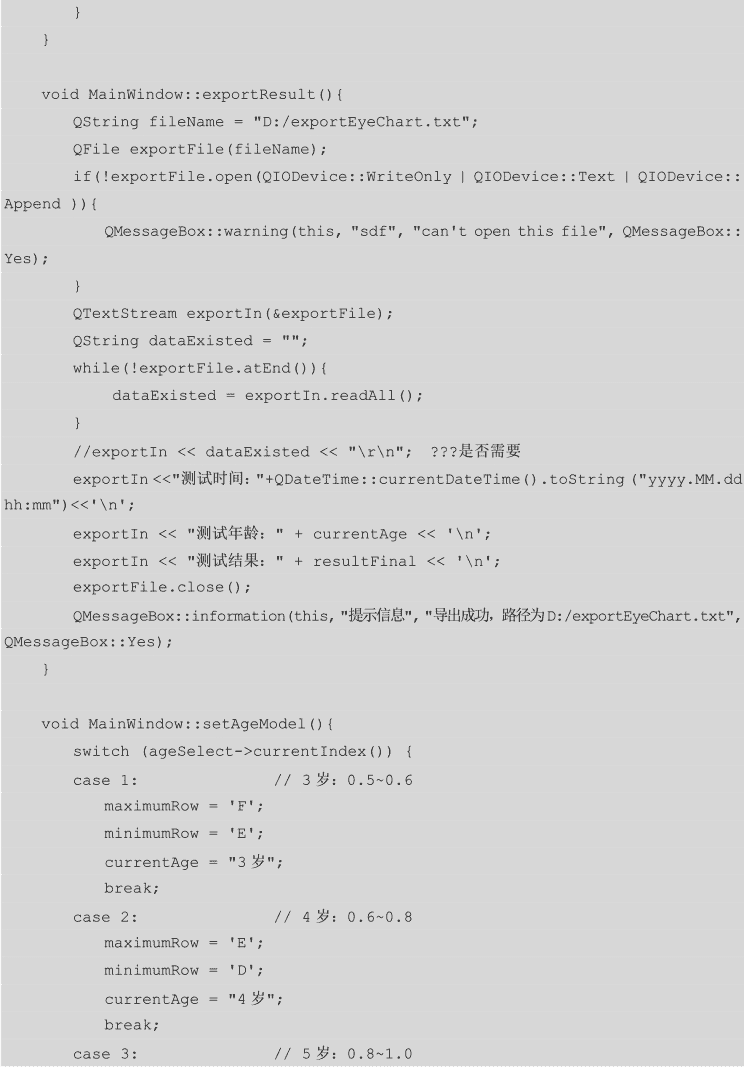 }
    }

    void MainWindow::exportResult(){
        QString fileName = "D:/exportEyeChart.txt";
        QFile exportFile(fileName);
        if(!exportFile.open(QIODevice::WriteOnly | QIODevice::Text | QIODevice::
Append )){
            QMessageBox::warning(this, "sdf", "can't open this file", QMessageBox::
Yes);
        }
        QTextStream exportIn(&exportFile);
        QString dataExisted = "";
        while(!exportFile.atEnd()){
            dataExisted = exportIn.readAll();
        }
        //exportIn << dataExisted << "\r\n";  ???是否需要
        exportIn <<"测试时间："+QDateTime::currentDateTime().toString ("yyyy.MM.dd
hh:mm")<<'\n';
        exportIn << "测试年龄：" + currentAge << '\n';
        exportIn << "测试结果：" + resultFinal << '\n';
        exportFile.close();
        QMessageBox::information(this, "提示信息", "导出成功，路径为D:/exportEyeChart.txt",
QMessageBox::Yes);
    }

    void MainWindow::setAgeModel(){
        switch (ageSelect->currentIndex()) {
        case 1:                // 3 岁：0.5~0.6
            maximumRow = 'F';
            minimumRow = 'E';
            currentAge = "3 岁";
            break;
        case 2:                // 4 岁：0.6~0.8
            maximumRow = 'E';
            minimumRow = 'D';
            currentAge = "4 岁";
            break;
        case 3:                // 5 岁：0.8~1.0